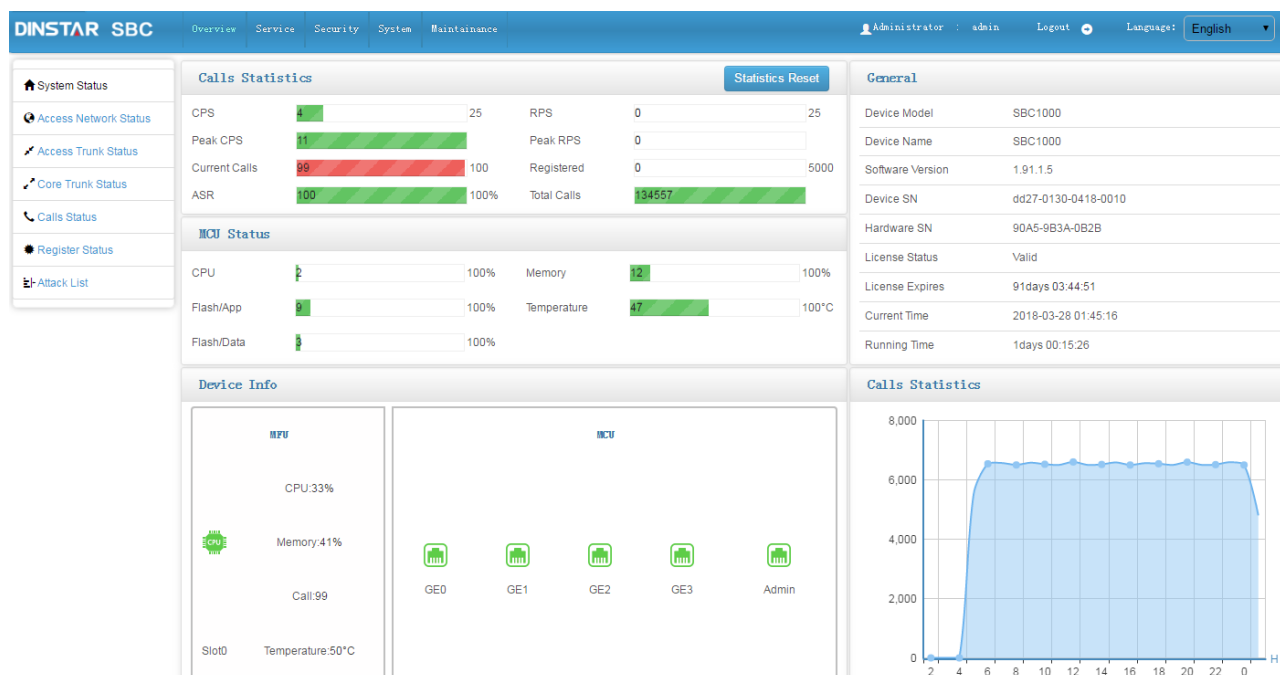 DINSTAR SBC
Overview Service Security System Maintainance
Administrator : admin Logout Language: English
System Status
Access Network Status
Access Trunk Status
Core Trunk Status
Calls Status
Register Status
Attack List
Calls Statistics Statistics Reset
CPS 4 25 RPS 0 25
Peak CPS 11 Peak RPS 0
Current Calls 99 100 Registered 0 5000
ASR 100 100% Total Calls 134557
MCU Status
CPU 2 100% Memory 12 100%
Flash/App 9 100% Temperature 47 100°C
Flash/Data 3 100%
Device Info
MFU
CPU:33%
CPU
Memory:41%
Call:99
Slot0 Temperature:50°C
MCU
GE0 GE1 GE2 GE3 Admin
General
Device Model SBC1000
Device Name SBC1000
Software Version 1.91.1.5
Device SN dd27-0130-0418-0010
Hardware SN 90A5-9B3A-0B2B
License Status Valid
License Expires 91days 03:44:51
Current Time 2018-03-28 01:45:16
Running Time 1days 00:15:26
Calls Statistics
8,000
6,000
4,000
2,000
0 H
2 4 6 8 10 12 14 16 18 20 22 0